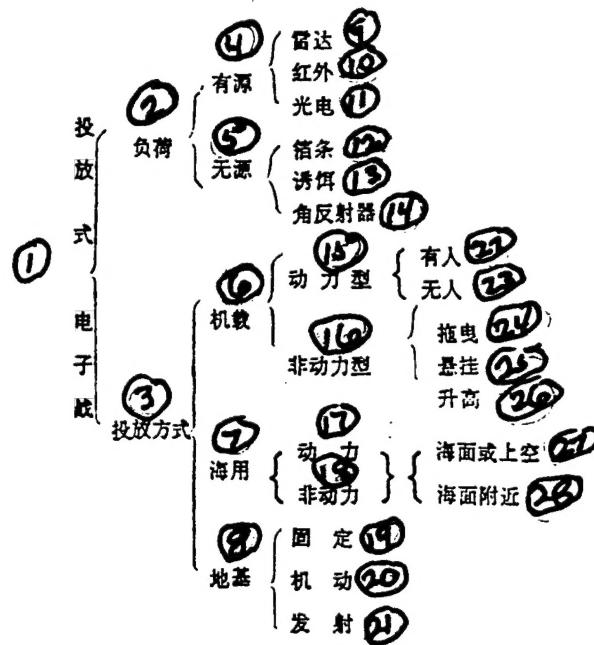 ① 投放式电子战
② 负荷
④ 有源
雷达 ⑨
红外 ⑩
光电 ⑪
⑤ 无源
箔条 ⑫
诱饵 ⑬
角反射器 ⑭
③ 投放方式
⑥ 机载
⑮ 动力型
有人 ㉒
无人 ㉓
⑯ 非动力型
拖曳 ㉔
悬挂 ㉕
升高 ㉖
⑦ 海用
⑰ 动力
⑱ 非动力
海面或上空 ㉗
海面附近 ㉘
⑧ 地基
固定 ⑲
机动 ⑳
发射 ㉑